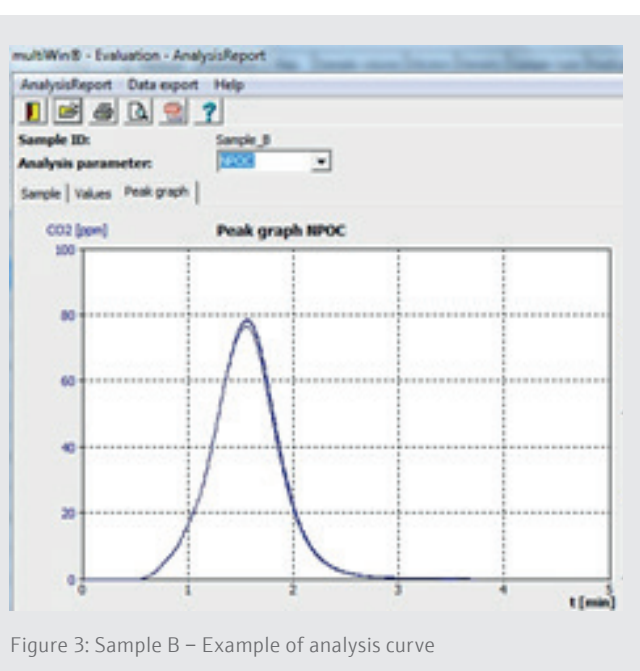 multiWin® - Evaluation - AnalysisReport
AnalysisReport Data export Help
Sample ID: Sample_B
Analysis parameter: NPOC
Sample Values Peak graph
CO2 [ppm] Peak graph NPOC
100
80
60
40
20
0
0 1 2 3 4 5
t [min]
Figure 3: Sample B – Example of analysis curve